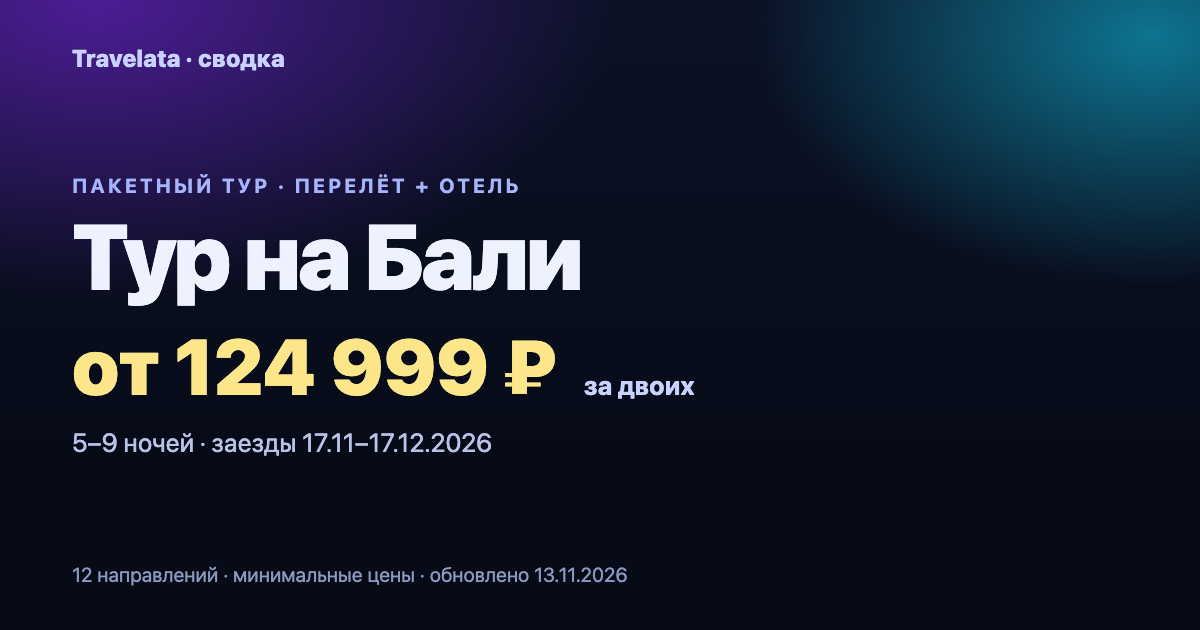 Travelata · сводка
ПАКЕТНЫЙ ТУР · ПЕРЕЛЁТ + ОТЕЛЬ
Тур на Бали
от 124 999 ₽ за двоих
5–9 ночей · заезды 17.11–17.12.2026
12 направлений · минимальные цены · обновлено 13.11.2026